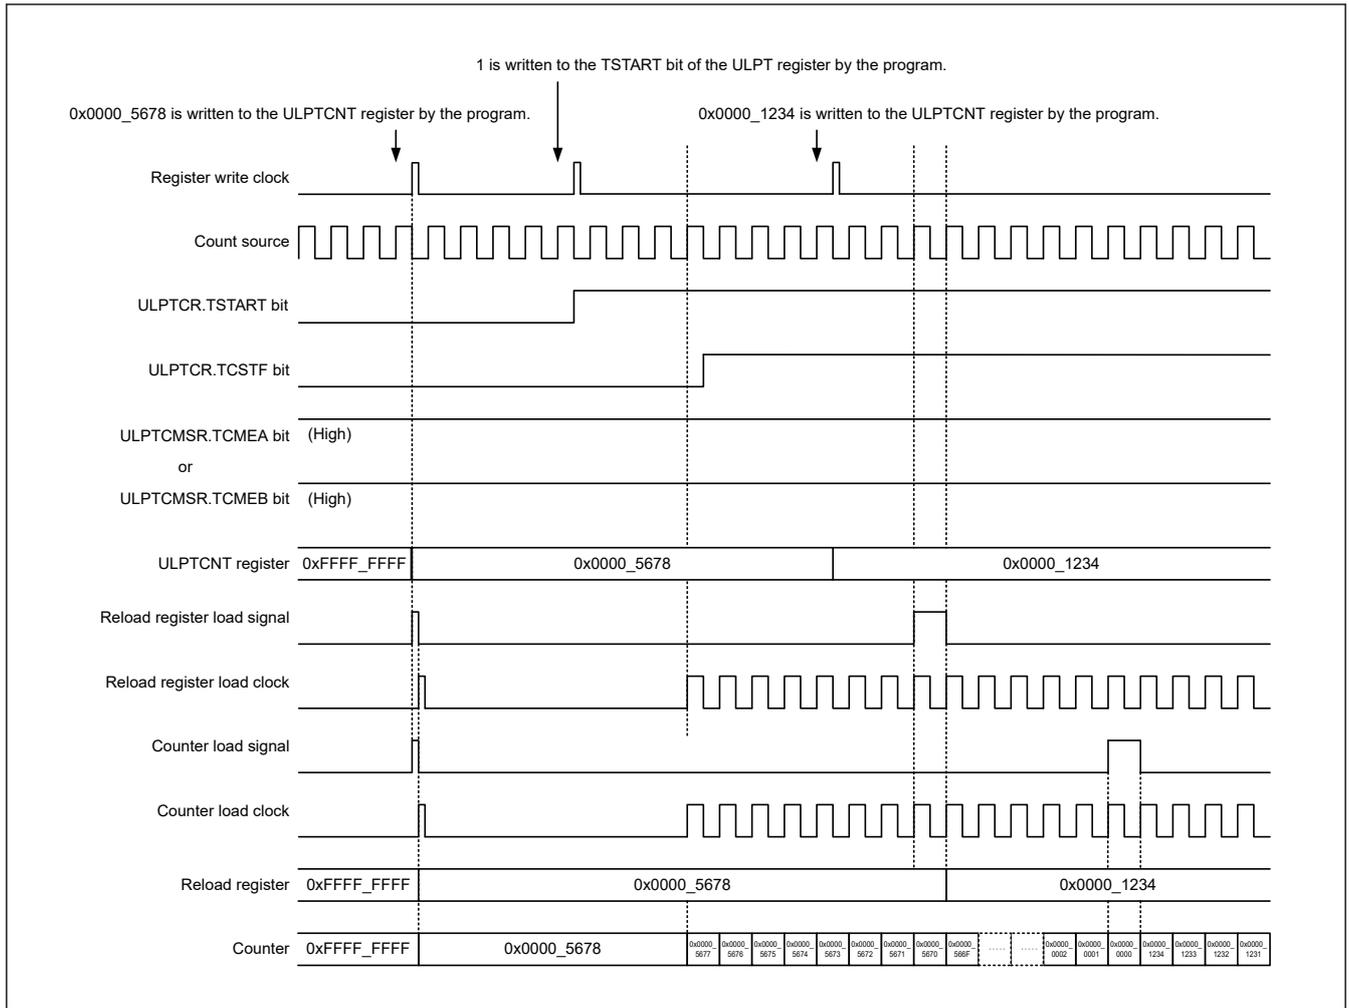 1 is written to the TSTART bit of the ULPT register by the program.
0x0000_5678 is written to the ULPTCNT register by the program.
0x0000_1234 is written to the ULPTCNT register by the program.
Register write clock
Count source
ULPTCR.TSTART bit
ULPTCR.TCSTF bit
ULPTCMSR.TCMEA bit (High)
or
ULPTCMSR.TCMEB bit (High)
ULPTCNT register 0xFFFF_FFFF 0x0000_5678 0x0000_1234
Reload register load signal
Reload register load clock
Counter load signal
Counter load clock
Reload register 0xFFFF_FFFF 0x0000_5678 0x0000_1234
Counter 0xFFFF_FFFF 0x0000_5678 0x0000_5677 0x0000_5676 0x0000_5675 0x0000_5674 0x0000_5673 0x0000_5672 0x0000_5671 0x0000_5670 0x0000_566F ..... ..... 0x0000_0002 0x0000_0001 0x0000_0000 0x0000_1234 0x0000_1233 0x0000_1232 0x0000_1231